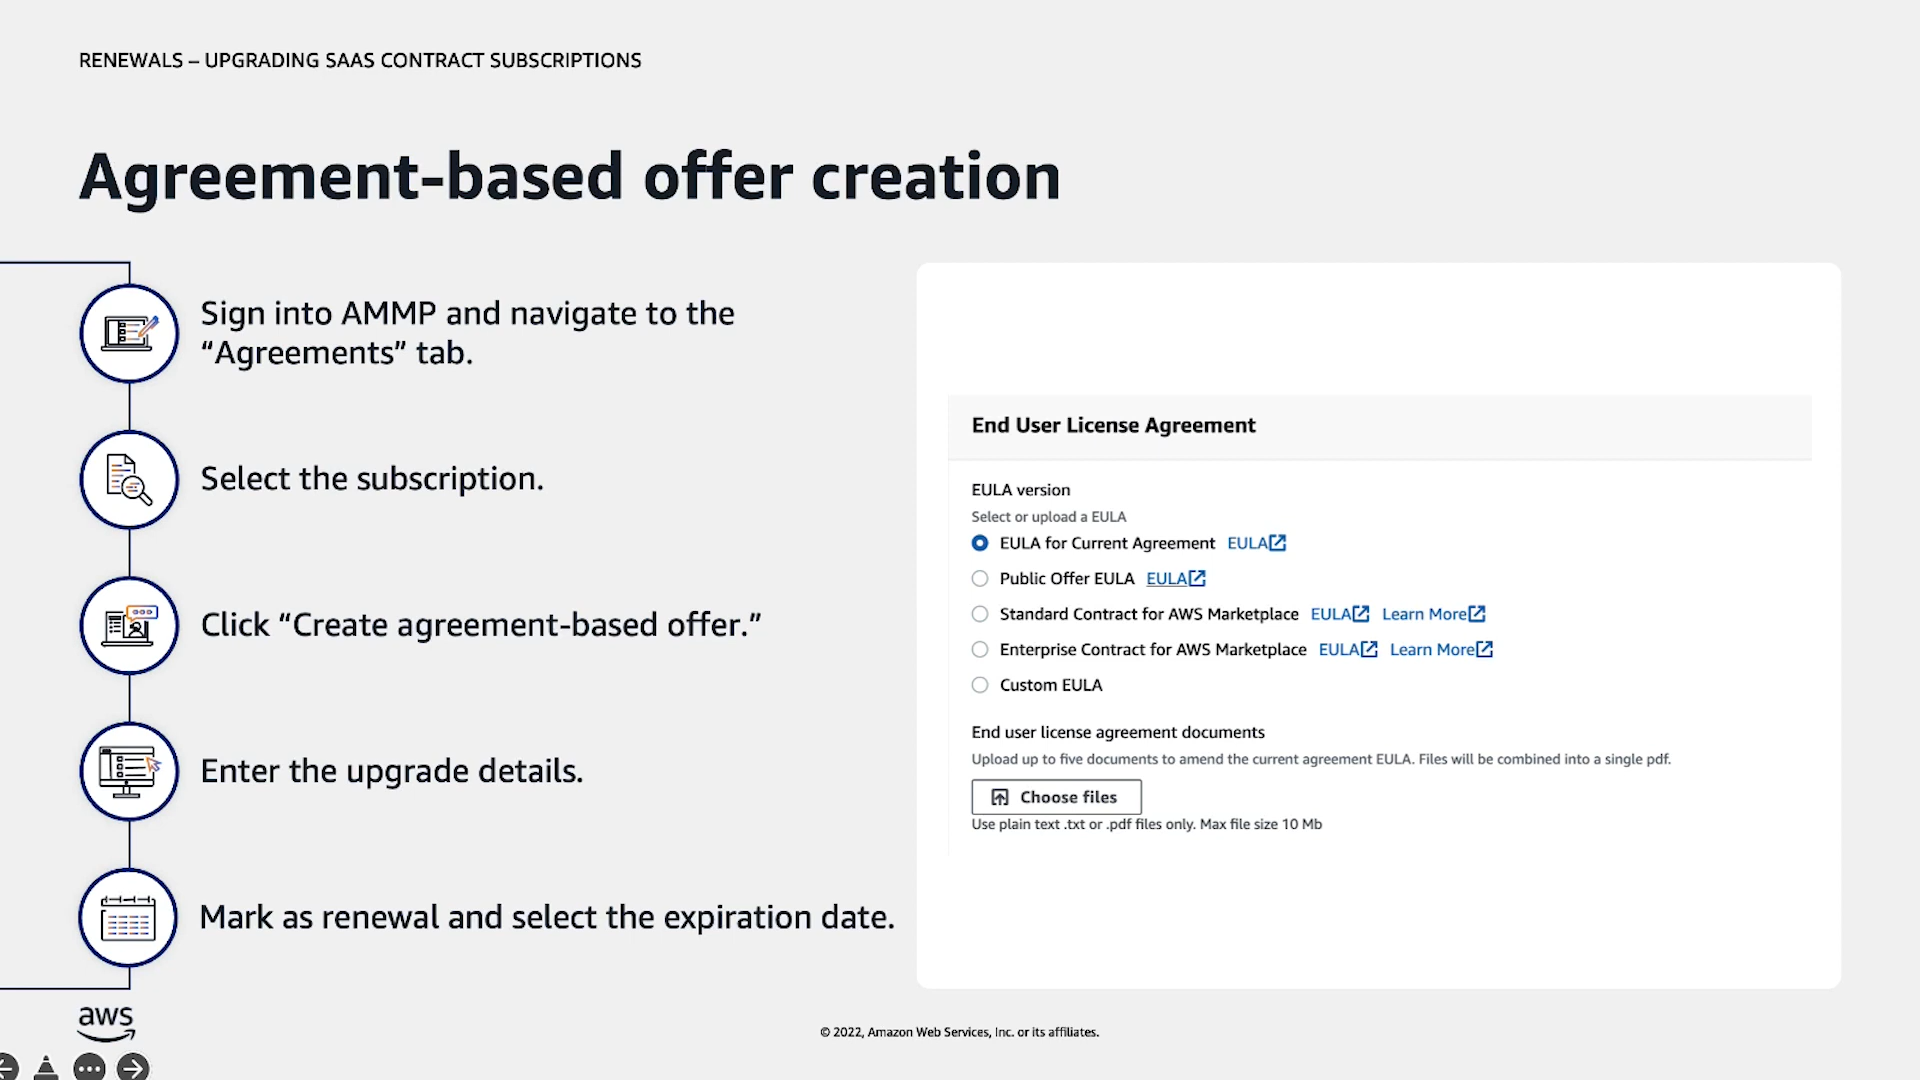 RENEWALS – UPGRADING SAAS CONTRACT SUBSCRIPTIONS
Agreement-based offer creation
Sign into AMMP and navigate to the
“Agreements” tab.
Select the subscription.
Click “Create agreement-based offer.”
Enter the upgrade details.
Mark as renewal and select the expiration date.
End User License Agreement
EULA version
Select or upload a EULA
EULA for Current Agreement EULA
Public Offer EULA EULA
Standard Contract for AWS Marketplace EULA Learn More
Enterprise Contract for AWS Marketplace EULA Learn More
Custom EULA
End user license agreement documents
Upload up to five documents to amend the current agreement EULA. Files will be combined into a single pdf.
Choose files
Use plain text .txt or .pdf files only. Max file size 10 Mb
aws
© 2022, Amazon Web Services, Inc. or its affiliates.